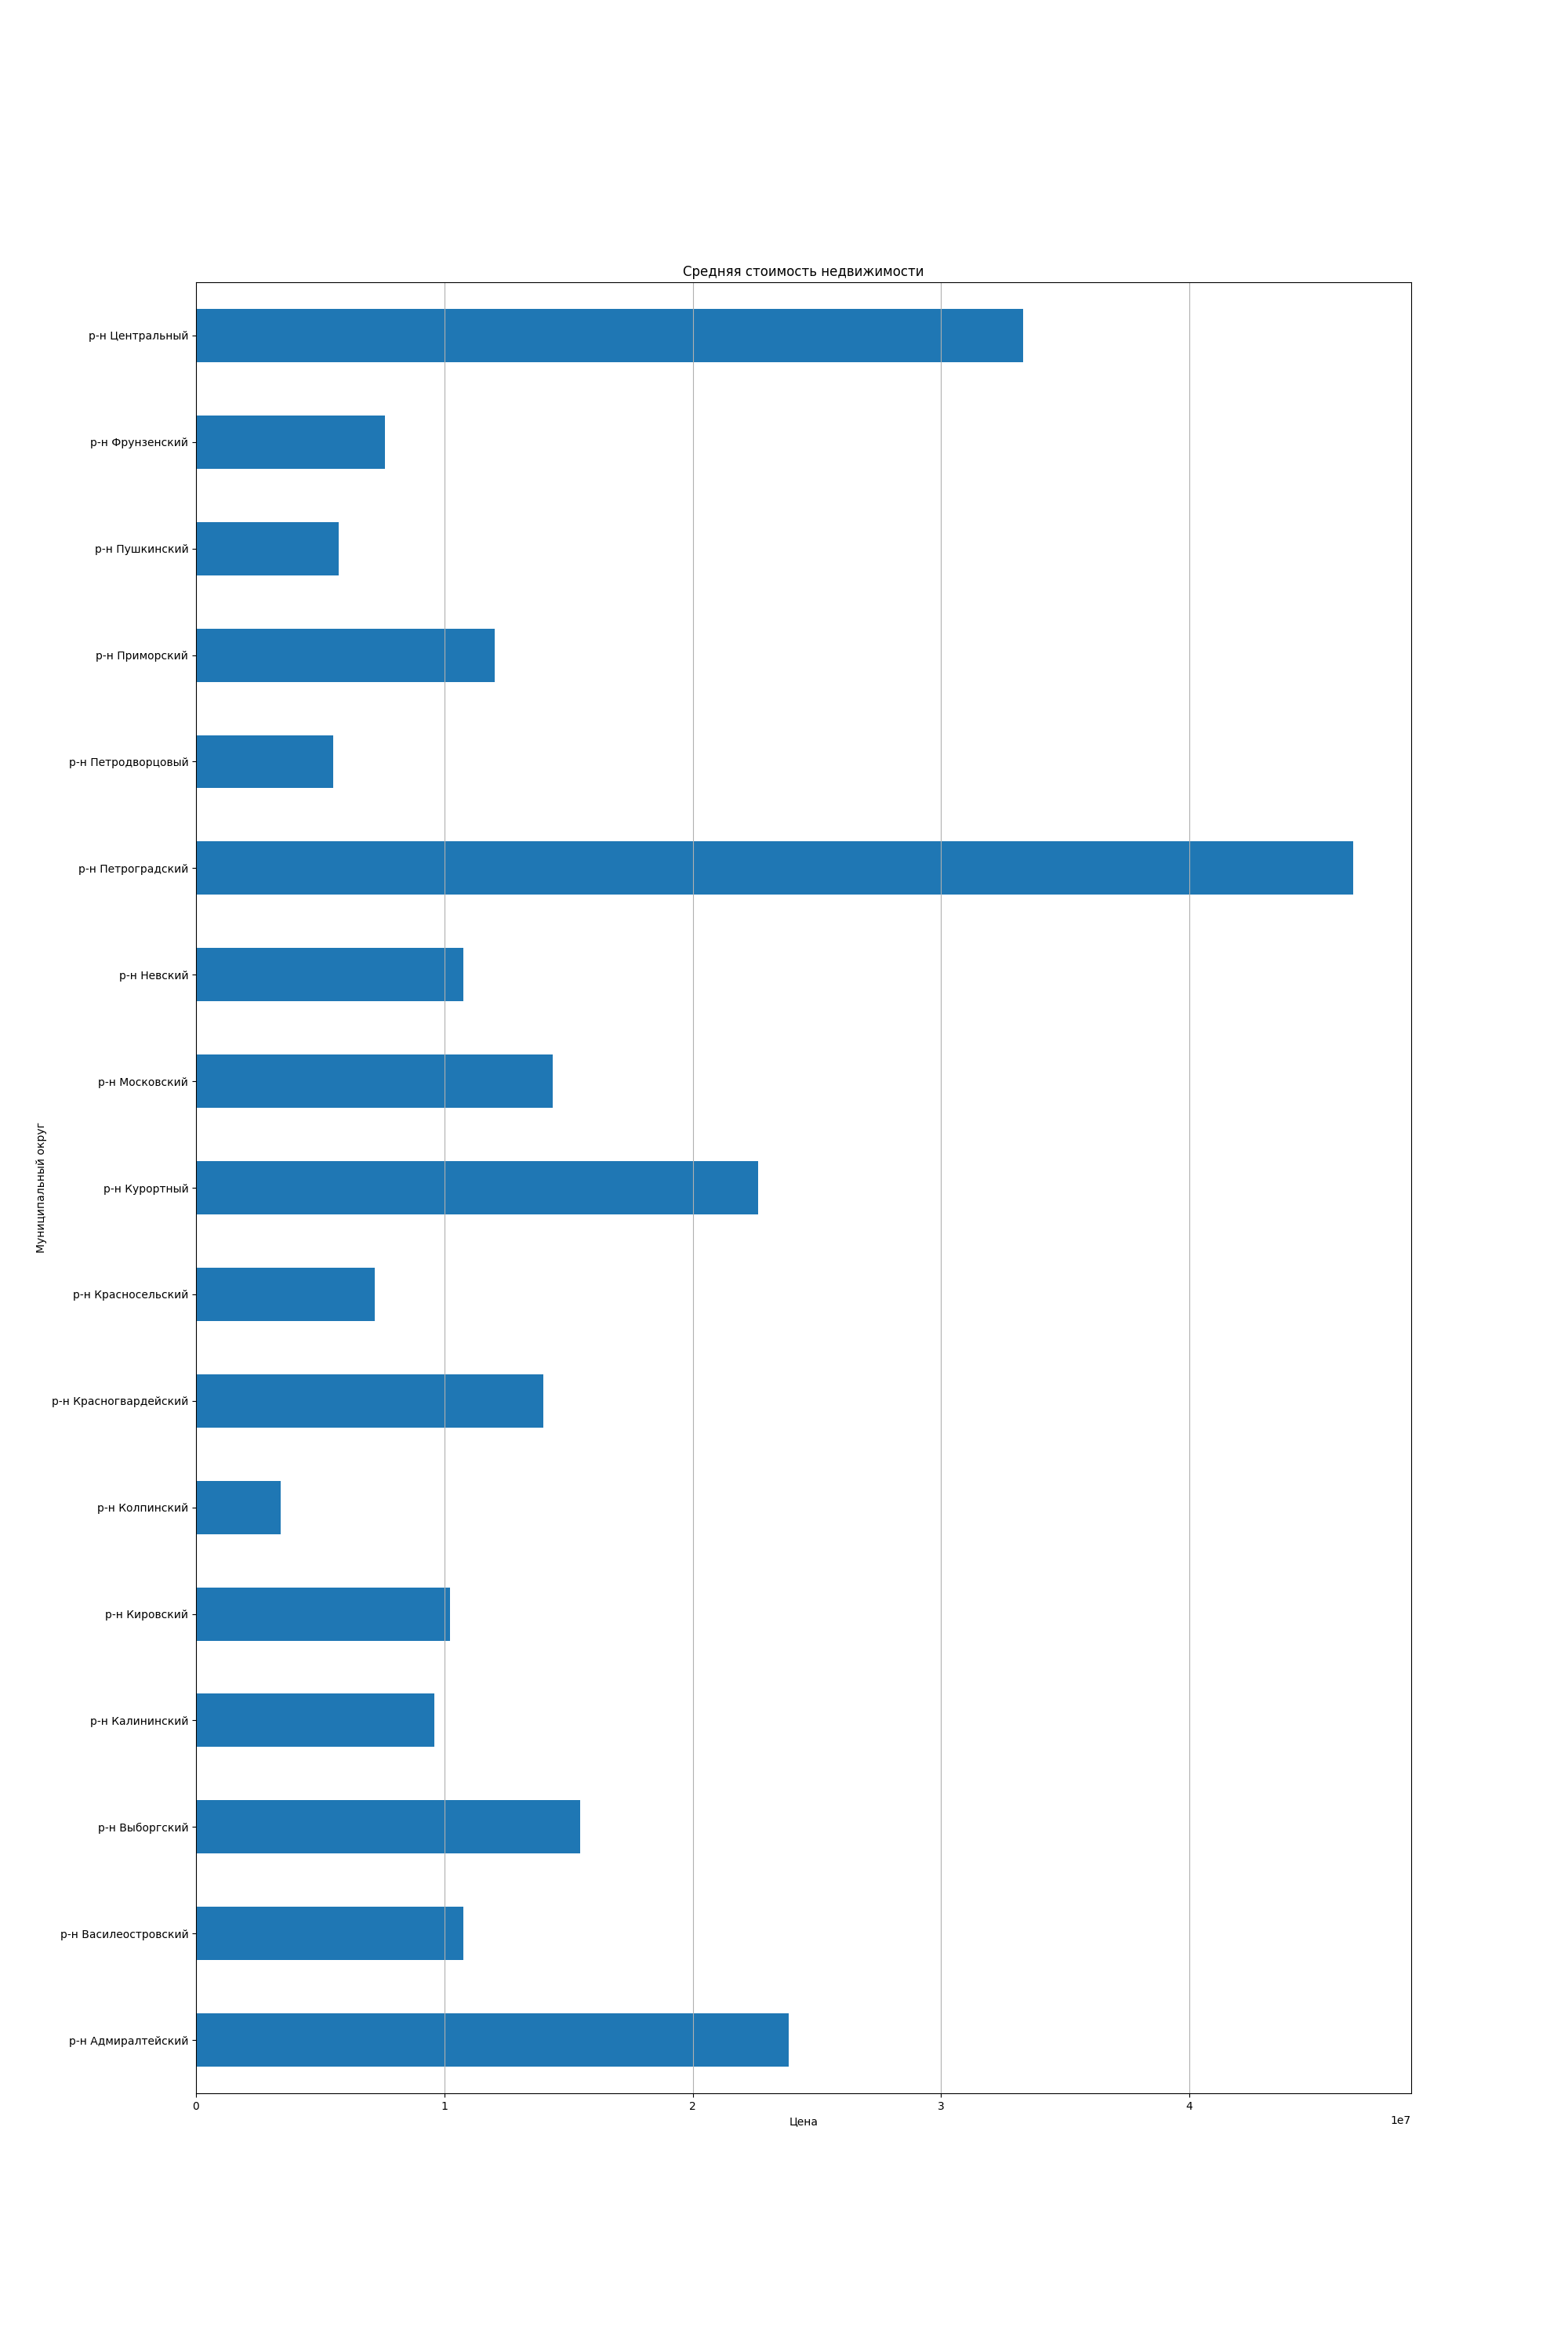 Средняя стоимость недвижимости
р-н Центральный
р-н Фрунзенский
р-н Пушкинский
р-н Приморский
р-н Петродворцовый
р-н Петроградский
р-н Невский
р-н Московский
р-н Курортный
р-н Красносельский
р-н Красногвардейский
р-н Колпинский
р-н Кировский
р-н Калининский
р-н Выборгский
р-н Василеостровский
р-н Адмиралтейский
Муниципальный округ
0 1 2 3 4
Цена
1e7